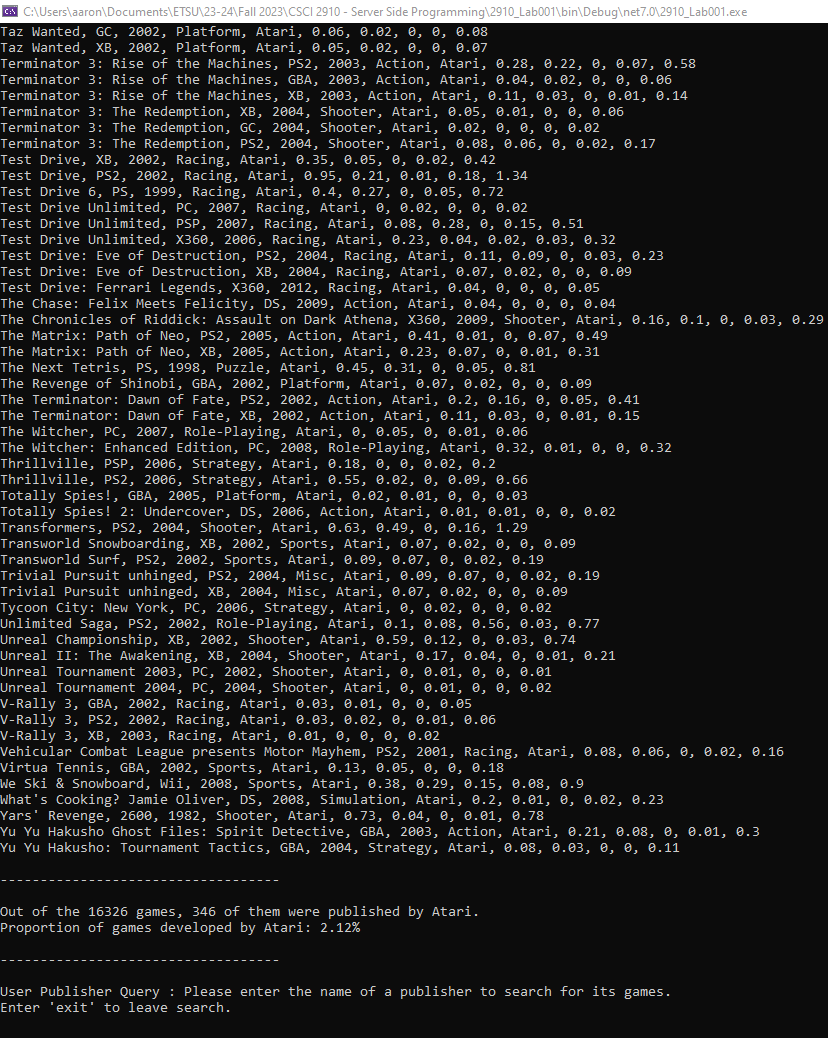 C:\Users\aaron\Documents\ETSU\23-24\Fall 2023\CSCI 2910 - Server Side Programming\2910_Lab001\bin\Debug\net7.0\2910_Lab001.exe
Taz Wanted, GC, 2002, Platform, Atari, 0.06, 0.02, 0, 0, 0.08
Taz Wanted, XB, 2002, Platform, Atari, 0.05, 0.02, 0, 0, 0.07
Terminator 3: Rise of the Machines, PS2, 2003, Action, Atari, 0.28, 0.22, 0, 0.07, 0.58
Terminator 3: Rise of the Machines, GBA, 2003, Action, Atari, 0.04, 0.02, 0, 0, 0.06
Terminator 3: Rise of the Machines, XB, 2003, Action, Atari, 0.11, 0.03, 0, 0.01, 0.14
Terminator 3: The Redemption, XB, 2004, Shooter, Atari, 0.05, 0.01, 0, 0, 0.06
Terminator 3: The Redemption, GC, 2004, Shooter, Atari, 0.02, 0, 0, 0, 0.02
Terminator 3: The Redemption, PS2, 2004, Shooter, Atari, 0.08, 0.06, 0, 0.02, 0.17
Test Drive, XB, 2002, Racing, Atari, 0.35, 0.05, 0, 0.02, 0.42
Test Drive, PS2, 2002, Racing, Atari, 0.95, 0.21, 0.01, 0.18, 1.34
Test Drive 6, PS, 1999, Racing, Atari, 0.4, 0.27, 0, 0.05, 0.72
Test Drive Unlimited, PC, 2007, Racing, Atari, 0, 0.02, 0, 0, 0.02
Test Drive Unlimited, PSP, 2007, Racing, Atari, 0.08, 0.28, 0, 0.15, 0.51
Test Drive Unlimited, X360, 2006, Racing, Atari, 0.23, 0.04, 0.02, 0.03, 0.32
Test Drive: Eve of Destruction, PS2, 2004, Racing, Atari, 0.11, 0.09, 0, 0.03, 0.23
Test Drive: Eve of Destruction, XB, 2004, Racing, Atari, 0.07, 0.02, 0, 0, 0.09
Test Drive: Ferrari Legends, X360, 2012, Racing, Atari, 0.04, 0, 0, 0, 0.05
The Chase: Felix Meets Felicity, DS, 2009, Action, Atari, 0.04, 0, 0, 0, 0.04
The Chronicles of Riddick: Assault on Dark Athena, X360, 2009, Shooter, Atari, 0.16, 0.1, 0, 0.03, 0.29
The Matrix: Path of Neo, PS2, 2005, Action, Atari, 0.41, 0.01, 0, 0.07, 0.49
The Matrix: Path of Neo, XB, 2005, Action, Atari, 0.23, 0.07, 0, 0.01, 0.31
The Next Tetris, PS, 1998, Puzzle, Atari, 0.45, 0.31, 0, 0.05, 0.81
The Revenge of Shinobi, GBA, 2002, Platform, Atari, 0.07, 0.02, 0, 0, 0.09
The Terminator: Dawn of Fate, PS2, 2002, Action, Atari, 0.2, 0.16, 0, 0.05, 0.41
The Terminator: Dawn of Fate, XB, 2002, Action, Atari, 0.11, 0.03, 0, 0.01, 0.15
The Witcher, PC, 2007, Role-Playing, Atari, 0, 0.05, 0, 0.01, 0.06
The Witcher: Enhanced Edition, PC, 2008, Role-Playing, Atari, 0.32, 0.01, 0, 0, 0.32
Thrillville, PSP, 2006, Strategy, Atari, 0.18, 0, 0, 0.02, 0.2
Thrillville, PS2, 2006, Strategy, Atari, 0.55, 0.02, 0, 0.09, 0.66
Totally Spies!, GBA, 2005, Platform, Atari, 0.02, 0.01, 0, 0, 0.03
Totally Spies! 2: Undercover, DS, 2006, Action, Atari, 0.01, 0.01, 0, 0, 0.02
Transformers, PS2, 2004, Shooter, Atari, 0.63, 0.49, 0, 0.16, 1.29
Transworld Snowboarding, XB, 2002, Sports, Atari, 0.07, 0.02, 0, 0, 0.09
Transworld Surf, PS2, 2002, Sports, Atari, 0.09, 0.07, 0, 0.02, 0.19
Trivial Pursuit unhinged, PS2, 2004, Misc, Atari, 0.09, 0.07, 0, 0.02, 0.19
Trivial Pursuit unhinged, XB, 2004, Misc, Atari, 0.07, 0.02, 0, 0, 0.09
Tycoon City: New York, PC, 2006, Strategy, Atari, 0, 0.02, 0, 0, 0.02
Unlimited Saga, PS2, 2002, Role-Playing, Atari, 0.1, 0.08, 0.56, 0.03, 0.77
Unreal Championship, XB, 2002, Shooter, Atari, 0.59, 0.12, 0, 0.03, 0.74
Unreal II: The Awakening, XB, 2004, Shooter, Atari, 0.17, 0.04, 0, 0.01, 0.21
Unreal Tournament 2003, PC, 2002, Shooter, Atari, 0, 0.01, 0, 0, 0.01
Unreal Tournament 2004, PC, 2004, Shooter, Atari, 0, 0.01, 0, 0, 0.02
V-Rally 3, GBA, 2002, Racing, Atari, 0.03, 0.01, 0, 0, 0.05
V-Rally 3, PS2, 2002, Racing, Atari, 0.03, 0.02, 0, 0.01, 0.06
V-Rally 3, XB, 2003, Racing, Atari, 0.01, 0, 0, 0, 0.02
Vehicular Combat League presents Motor Mayhem, PS2, 2001, Racing, Atari, 0.08, 0.06, 0, 0.02, 0.16
Virtua Tennis, GBA, 2002, Sports, Atari, 0.13, 0.05, 0, 0, 0.18
We Ski & Snowboard, Wii, 2008, Sports, Atari, 0.38, 0.29, 0.15, 0.08, 0.9
What's Cooking? Jamie Oliver, DS, 2008, Simulation, Atari, 0.2, 0.01, 0, 0.02, 0.23
Yars' Revenge, 2600, 1982, Shooter, Atari, 0.73, 0.04, 0, 0.01, 0.78
Yu Yu Hakusho Ghost Files: Spirit Detective, GBA, 2003, Action, Atari, 0.21, 0.08, 0, 0.01, 0.3
Yu Yu Hakusho: Tournament Tactics, GBA, 2004, Strategy, Atari, 0.08, 0.03, 0, 0, 0.11
-----------------------------------
Out of the 16326 games, 346 of them were published by Atari.
Proportion of games developed by Atari: 2.12%
-----------------------------------
User Publisher Query : Please enter the name of a publisher to search for its games.
Enter 'exit' to leave search.